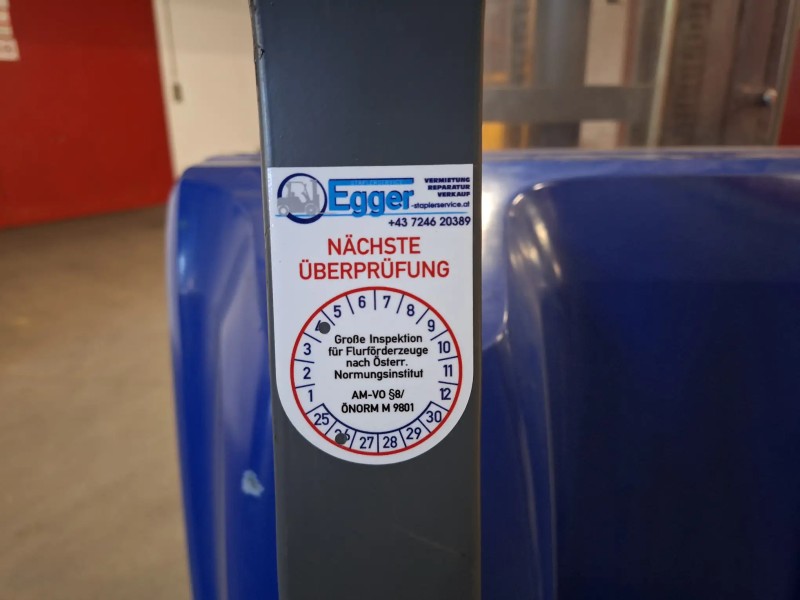 Egger
VERMIETUNG
REPARATUR
VERKAUF
-staplerservice.at
+43 7246 20389
NÄCHSTE
ÜBERPRÜFUNG
1 2 3 4 5 6 7 8 9 10 11 12
Große Inspektion
für Flurförderzeuge
nach Österr.
Normungsinstitut
AM-VO §8/
ÖNORM M 9801
25 26 27 28 29 30